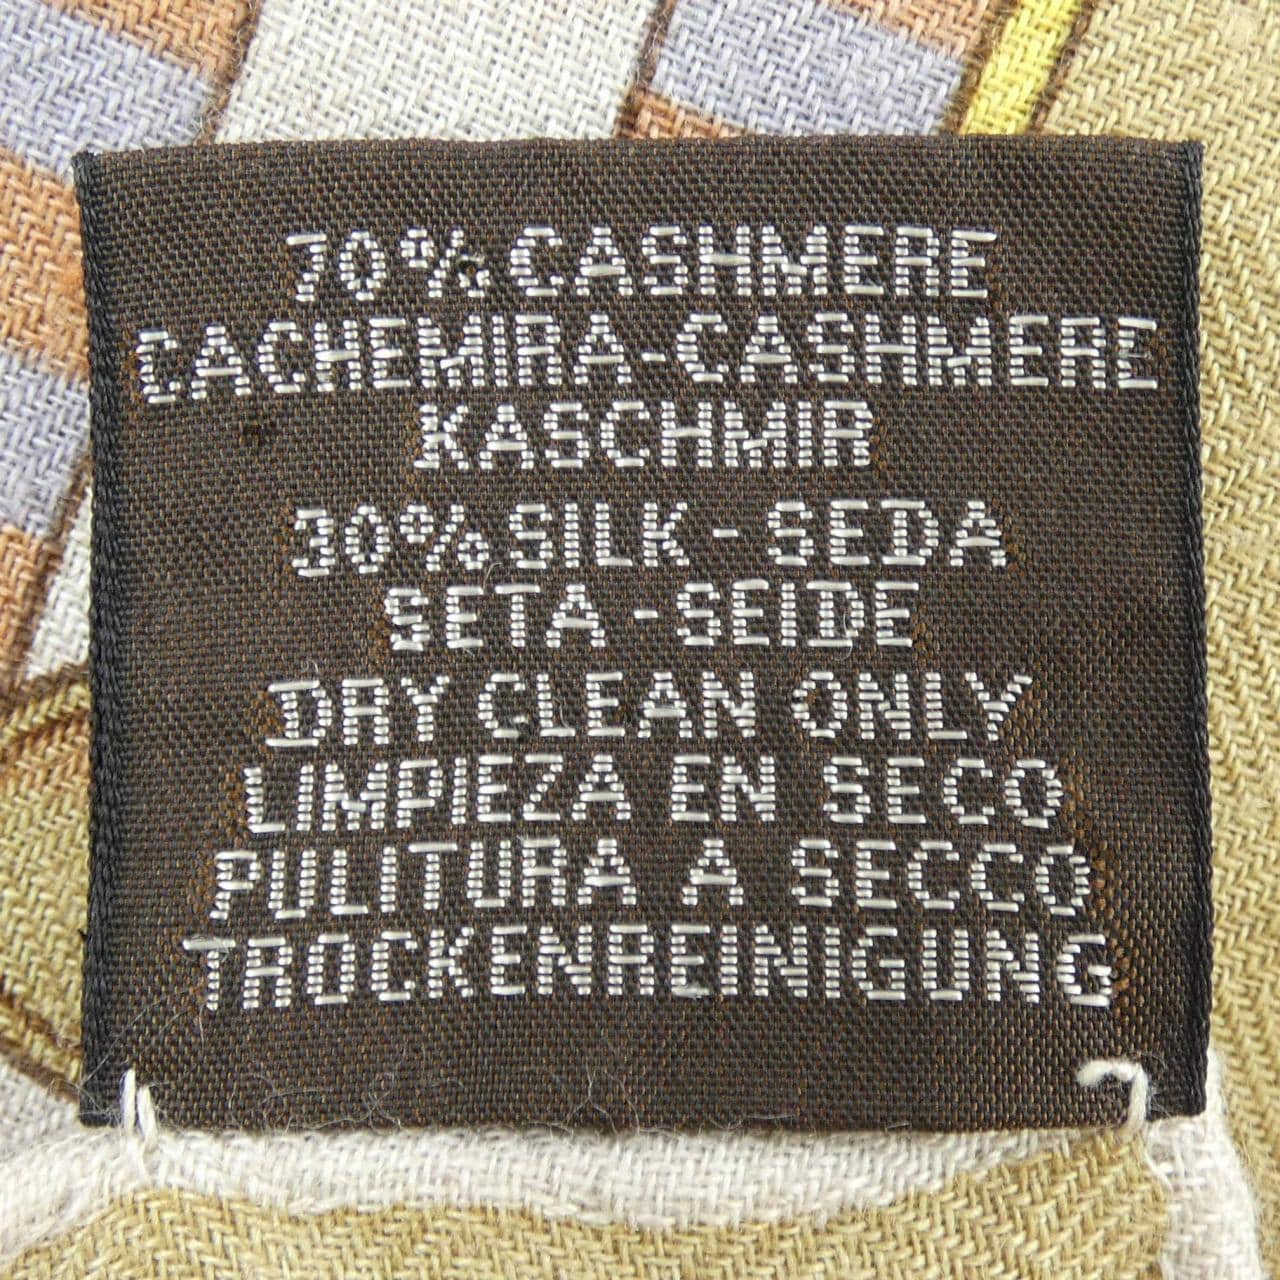 70% CASHMERE
CACHEMIRA-CASHMERE
KASCHMIR
30% SILK - SEDA
SETA - SEIDE
DRY CLEAN ONLY
LIMPIEZA EN SECO
PULITURA A SECCO
TROCKENREINIGUNG